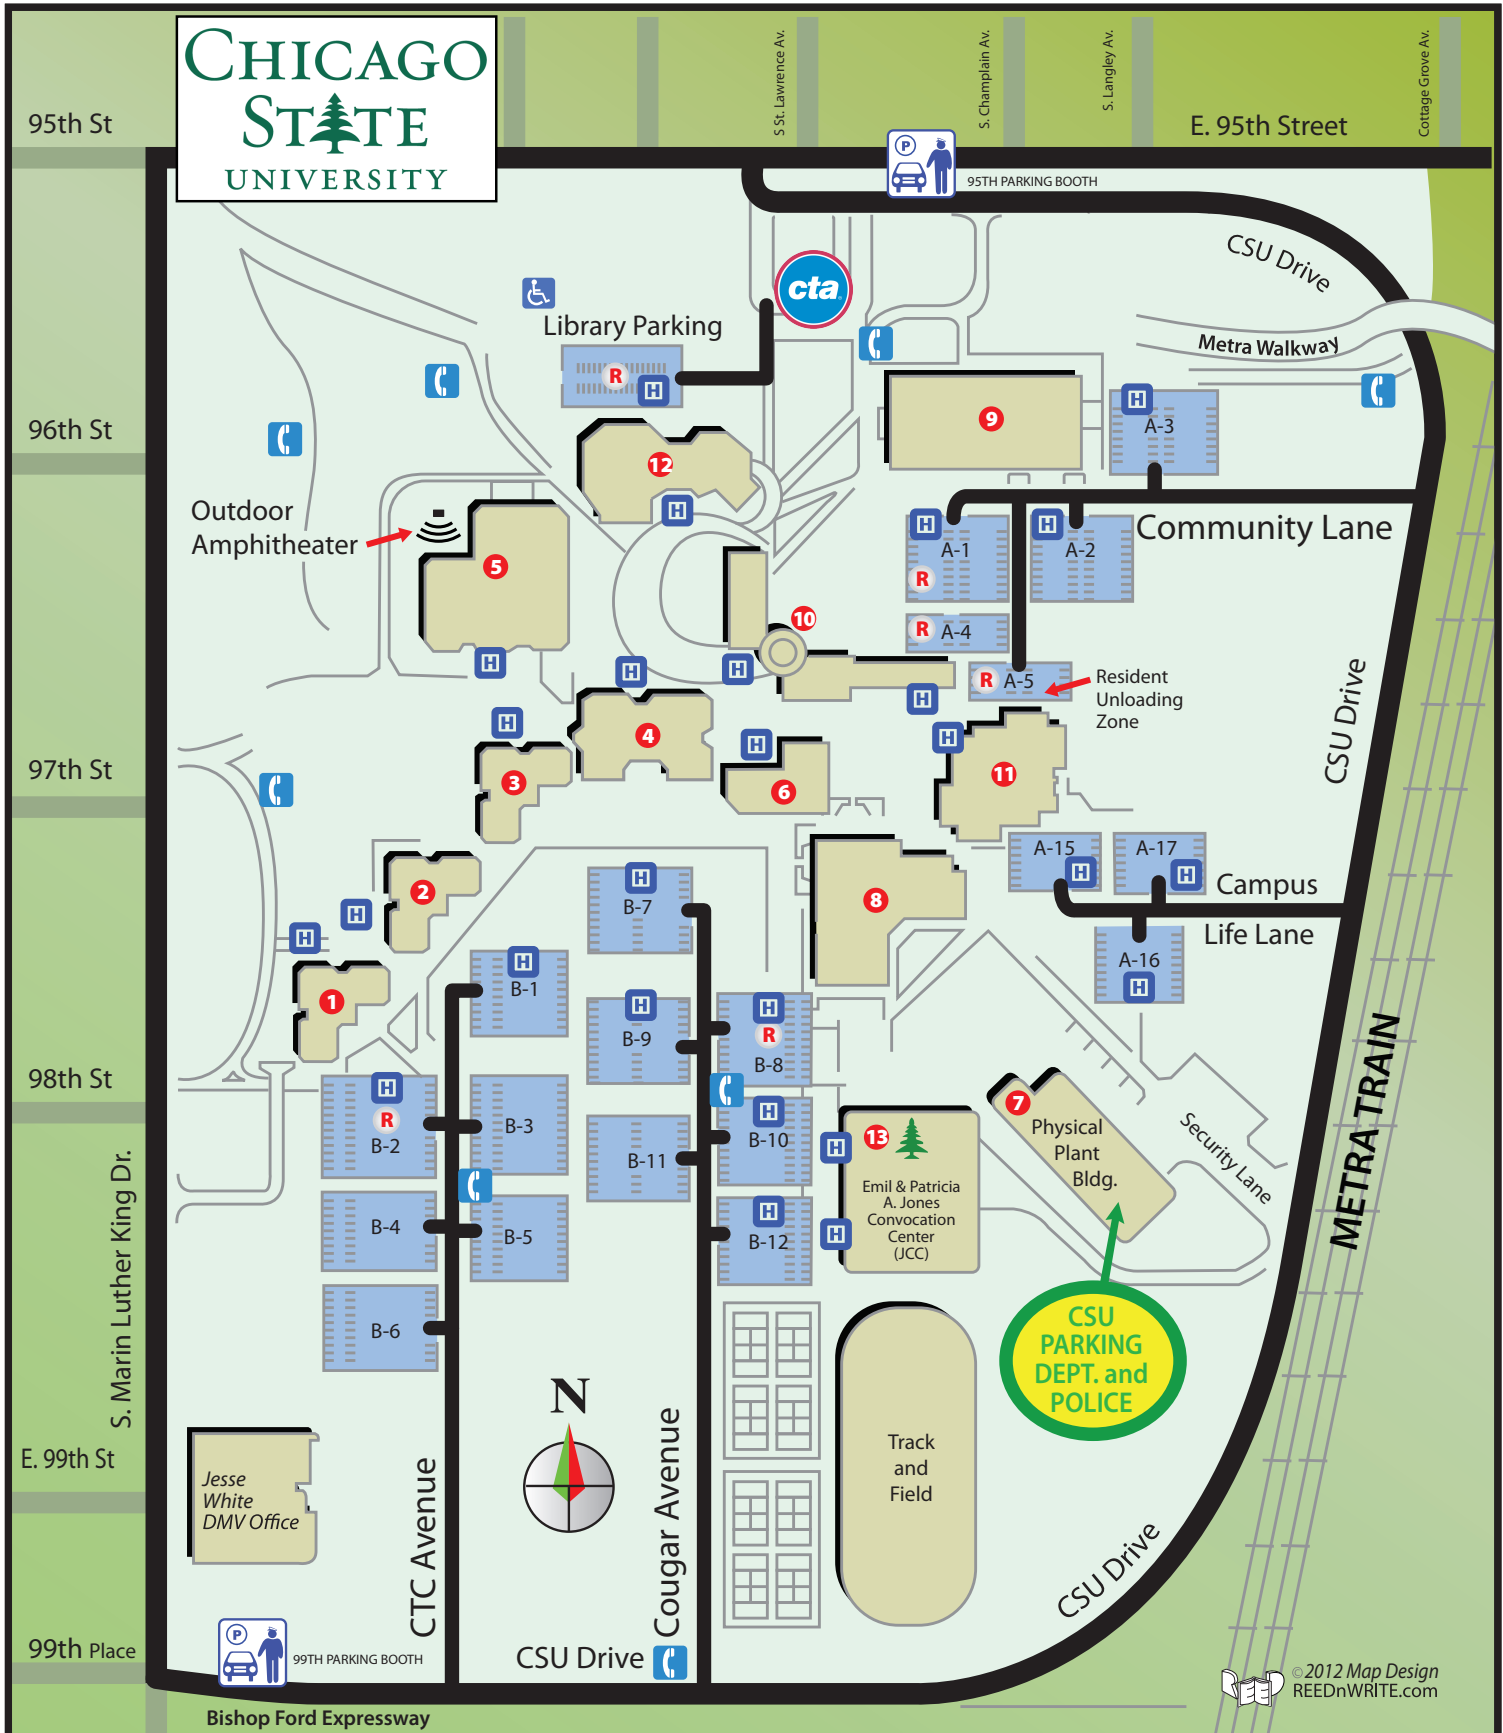 CHICAGO
STATE
UNIVERSITY
S St. Lawrence Av.
S. Champlain Av.
S. Langley Av.
Cottage Grove Av.
95th St
E. 95th Street
P
95TH PARKING BOOTH
CSU Drive
cta
Library Parking
R
H
Metra Walkway
96th St
9
H
A-3
12
H
Outdoor
Amphitheater
5
H
A-1
R
H
A-2
Community Lane
10
R A-4
R A-5
Resident
Unloading
Zone
H
H
H
H
H
4
H
3
H
6
H
11
97th St
CSU Drive
2
H
H
H
B-7
8
A-15
H
A-17
H
Campus
Life Lane
A-16
H
1
H
B-1
H
B-9
H
R
B-8
98th St
H
R
B-2
B-3
B-11
H
B-10
H
13
Emil & Patricia
A. Jones
Convocation
Center
(JCC)
H
7
Physical
Plant
Bldg.
Security Lane
METRA TRAIN
B-4
B-5
H
B-12
B-6
S. Marin Luther King Dr.
CSU
PARKING
DEPT. and
POLICE
N
E. 99th St
Jesse
White
DMV Office
CTC Avenue
Cougar Avenue
Track
and
Field
CSU Drive
99th Place
P
99TH PARKING BOOTH
CSU Drive
©2012 Map Design
REEDnWRITE.com
Bishop Ford Expressway